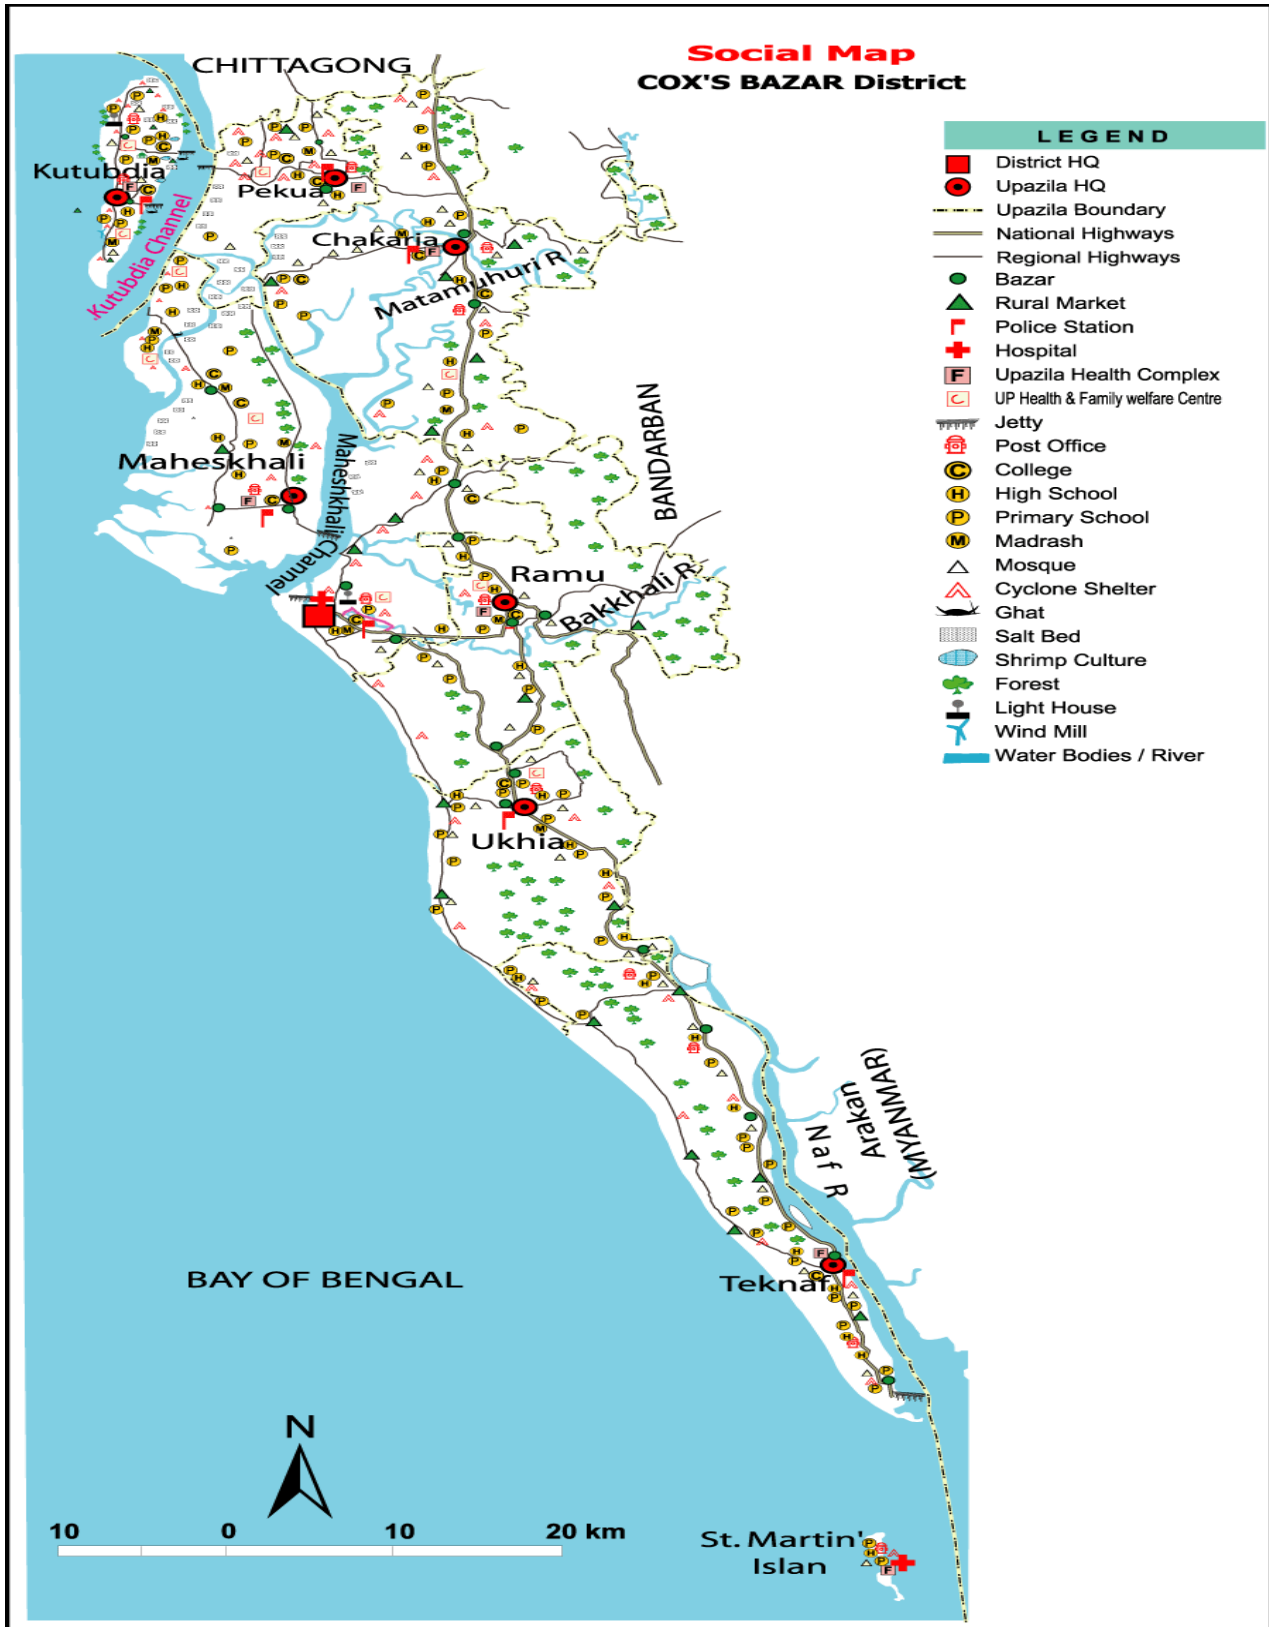 Social Map
COX'S BAZAR District
CHITTAGONG
Kutubdia
Pekua
Kutubdia Channel
Chakaria
Matamuhuri R
BANDARBAN
Maheskhali
Maheshkhali
Channel
Ramu
Bakkhali R
Ukhia
Arakan
(MYANMAR)
Naf R
Teknaf
BAY OF BENGAL
N
10 0 10 20 km
St. Martin'
Islan
LEGEND
District HQ
Upazila HQ
Upazila Boundary
National Highways
Regional Highways
Bazar
Rural Market
Police Station
Hospital
F Upazila Health Complex
C UP Health & Family welfare Centre
Jetty
Post Office
C College
H High School
P Primary School
M Madrash
Mosque
Cyclone Shelter
Ghat
Salt Bed
Shrimp Culture
Forest
Light House
Wind Mill
Water Bodies / River